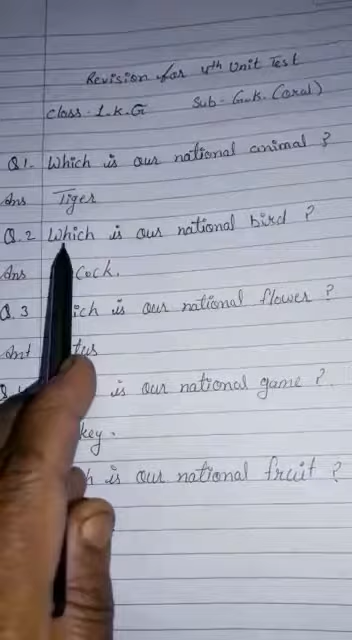 Revision for 4th Unit Test
class - L.K.G Sub - G.K. (oral)
Q1. Which is our national animal ?
Ans Tiger
Q.2 Which is our national bird ?
Ans cock.
Q.3 ich is our national flower ?
Ans tus
is our national game ?
key.
h is our national fruit ?